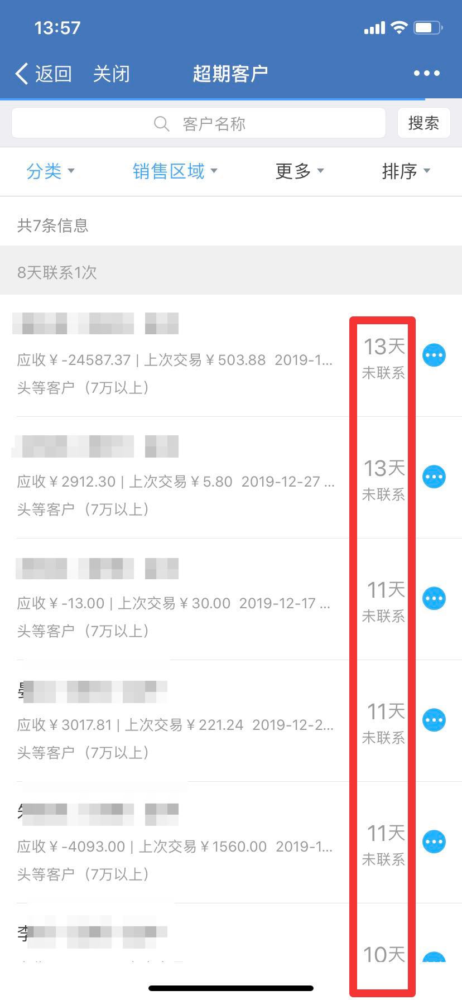 13:57
返回 关闭 超期客户
客户名称 搜索
分类 销售区域 更多 排序
共7条信息
8天联系1次
应收￥-24587.37 | 上次交易￥503.88 2019-1...
头等客户（7万以上）
13天
未联系
应收￥2912.30 | 上次交易￥5.80 2019-12-27 ...
头等客户（7万以上）
13天
未联系
应收￥-13.00 | 上次交易￥30.00 2019-12-17 ...
头等客户（7万以上）
11天
未联系
应收￥3017.81 | 上次交易￥221.24 2019-12-2...
头等客户（7万以上）
11天
未联系
应收￥-4093.00 | 上次交易￥1560.00 2019-1...
头等客户（7万以上）
11天
未联系
李
10天